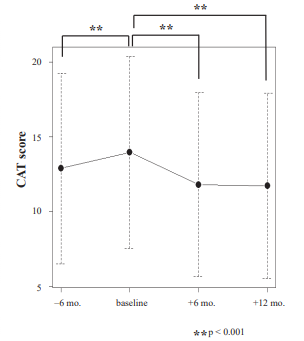 **
**
**
20
15
10
5
CAT score
−6 mo.
baseline
+6 mo.
+12 mo.
**p < 0.001